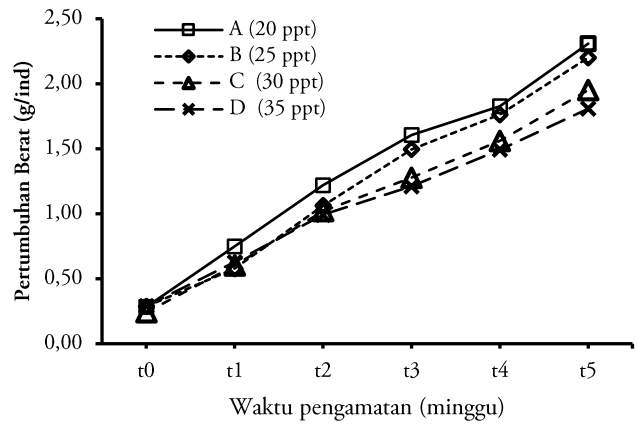 2,50
A (20 ppt)
B (25 ppt)
C (30 ppt)
D (35 ppt)
2,00
1,50
1,00
0,50
0,00
Pertumbuhan Berat (g/ind)
t0 t1 t2 t3 t4 t5
Waktu pengamatan (minggu)